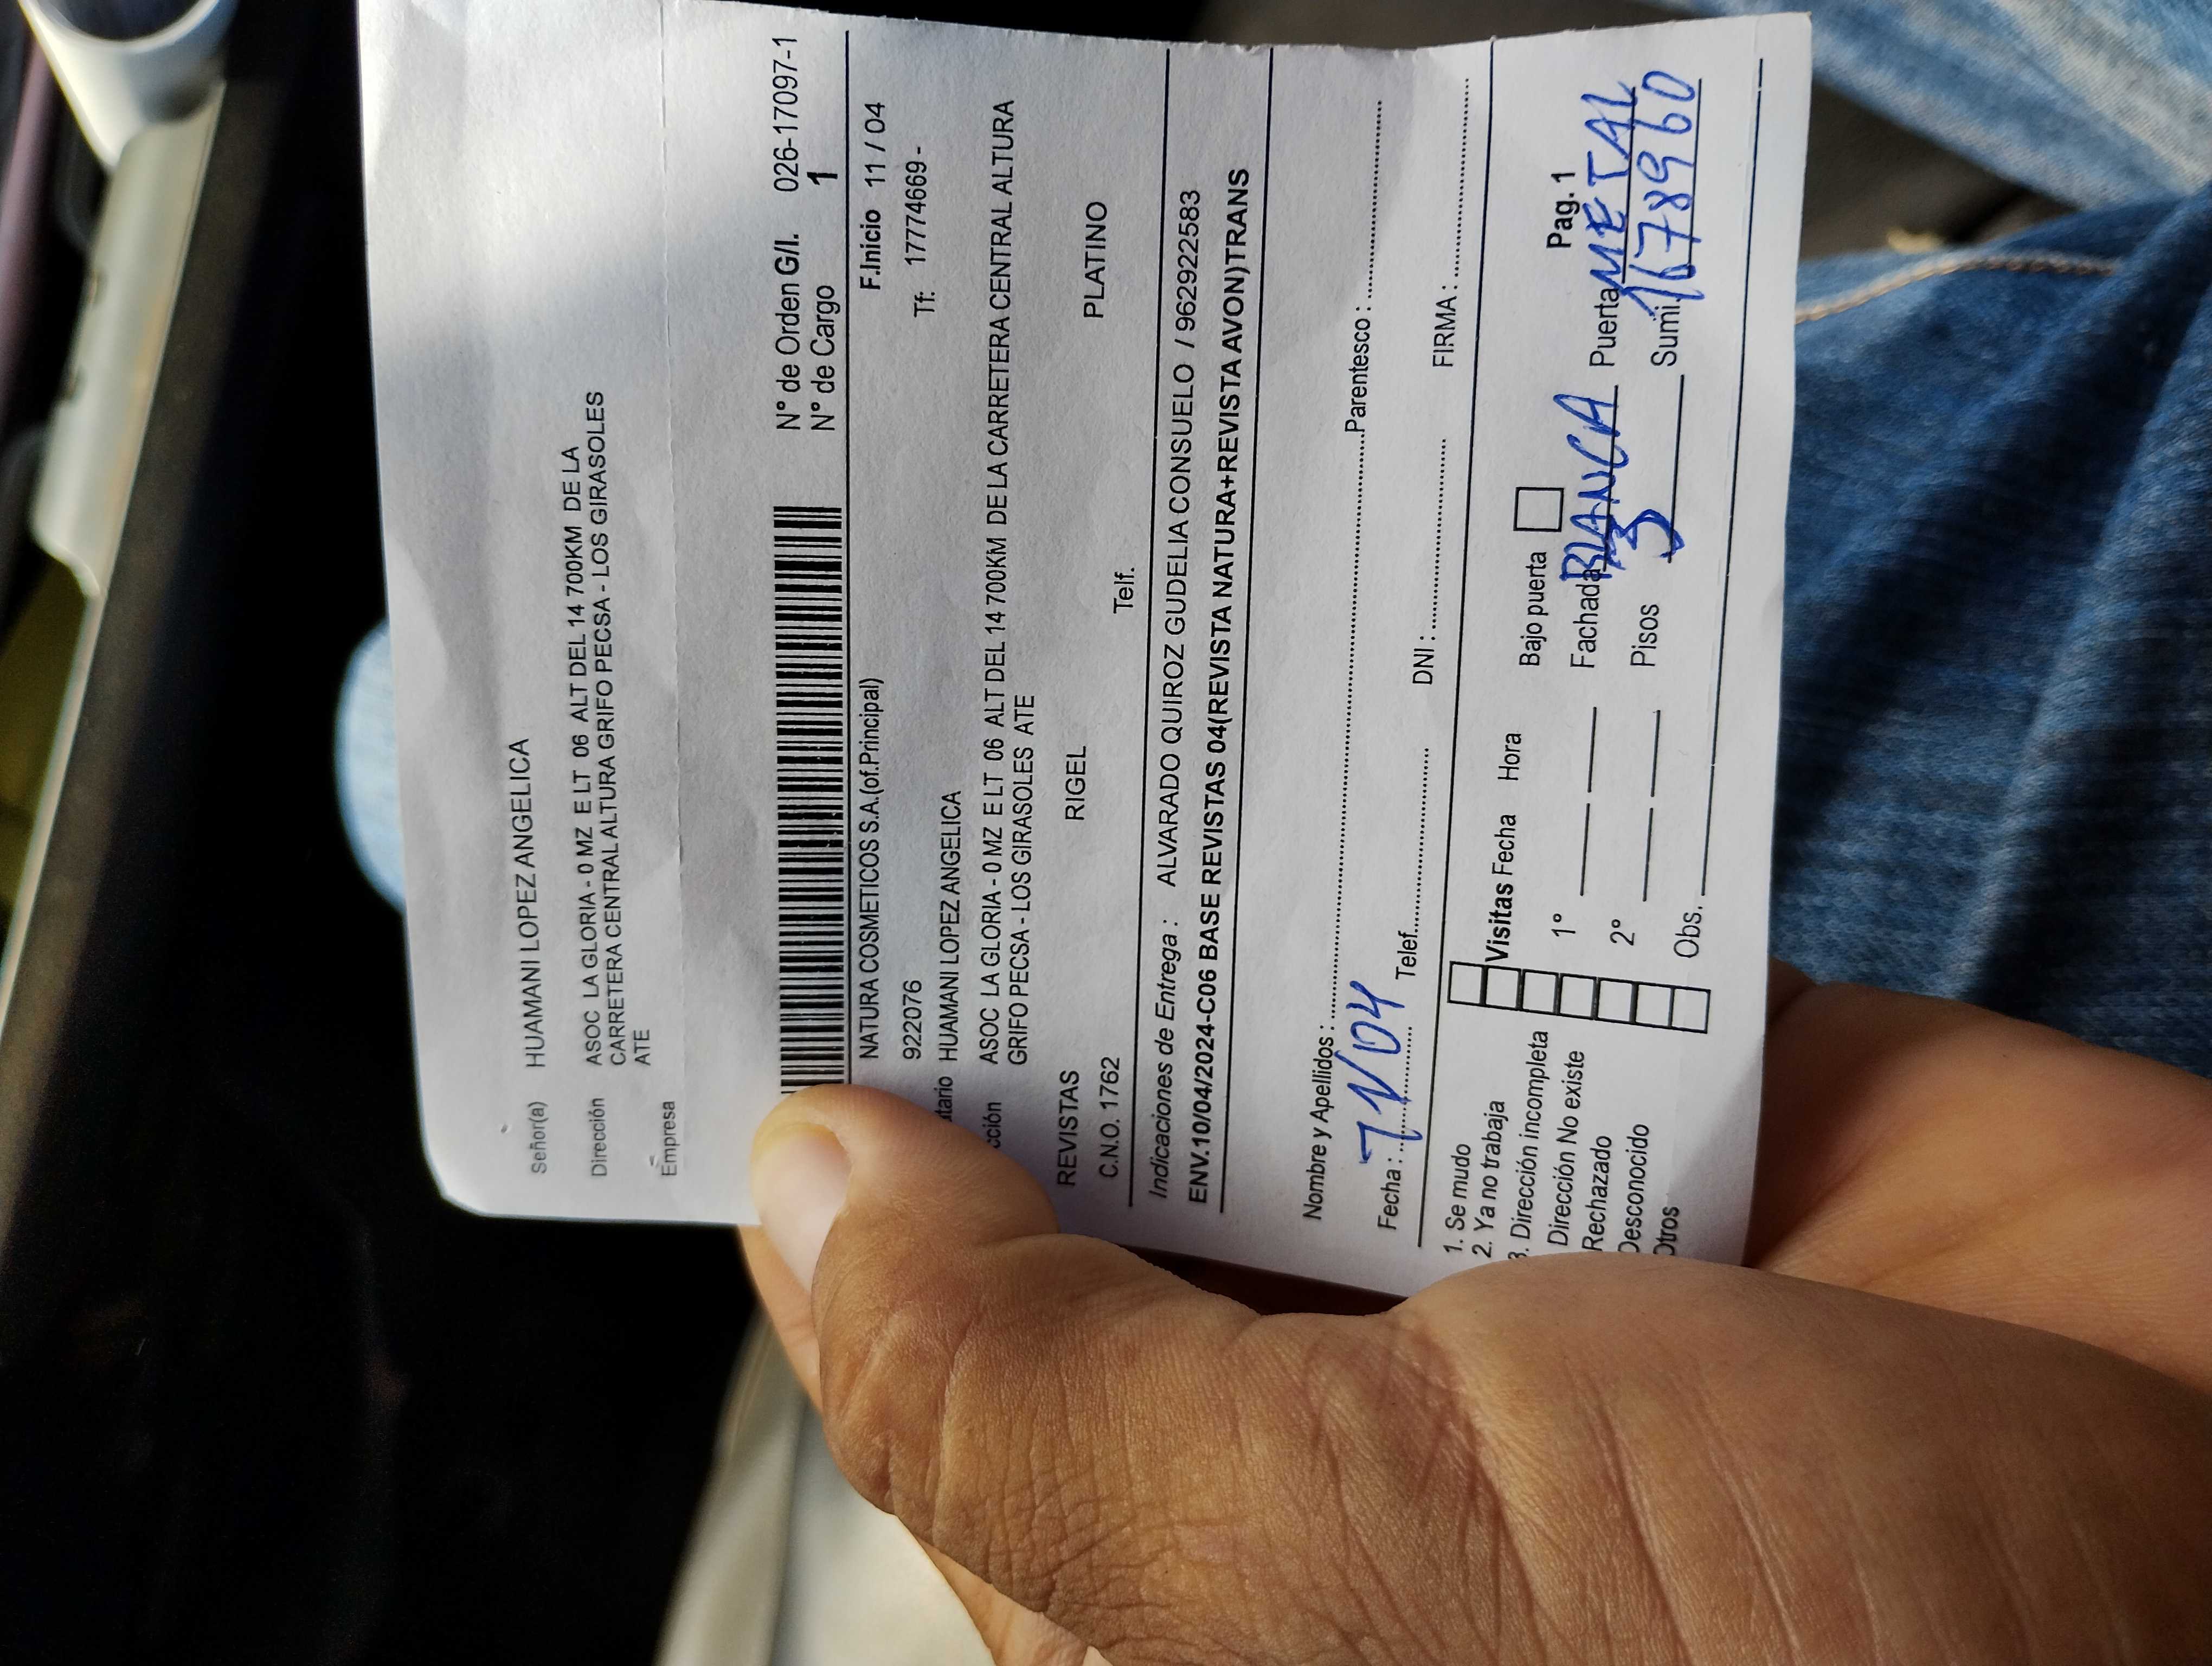 Señor(a) HUAMANI LOPEZ ANGELICA
Dirección ASOC LA GLORIA - 0 MZ E LT 06 ALT DEL 14 700KM DE LA
CARRETERA CENTRAL ALTURA GRIFO PECSA - LOS GIRASOLES
ATE
Empresa
N° de Orden G/I. 026-17097-1
N° de Cargo 1
NATURA COSMETICOS S.A.(of.Principal) F.Inicio 11 / 04
922076 Tf: 17774669 -
tario HUAMANI LOPEZ ANGELICA
cción ASOC LA GLORIA - 0 MZ E LT 06 ALT DEL 14 700KM DE LA CARRETERA CENTRAL ALTURA
GRIFO PECSA - LOS GIRASOLES ATE
REVISTAS RIGEL PLATINO
C.N.O. 1762 Telf.
Indicaciones de Entrega : ALVARADO QUIROZ GUDELIA CONSUELO / 962922583
ENV.10/04/2024-C06 BASE REVISTAS 04(REVISTA NATURA+REVISTA AVON)TRANS
Nombre y Apellidos : Parentesco :
Fecha : Telef. DNI : FIRMA :
1. Se mudo
2. Ya no trabaja Visitas Fecha Hora Bajo puerta Pag. 1
3. Dirección incompleta
Dirección No existe 1° Fachada BLANCA Puerta METAL
Rechazado
Desconocido 2° Pisos 3 Sumi. 1678960
Otros Obs.